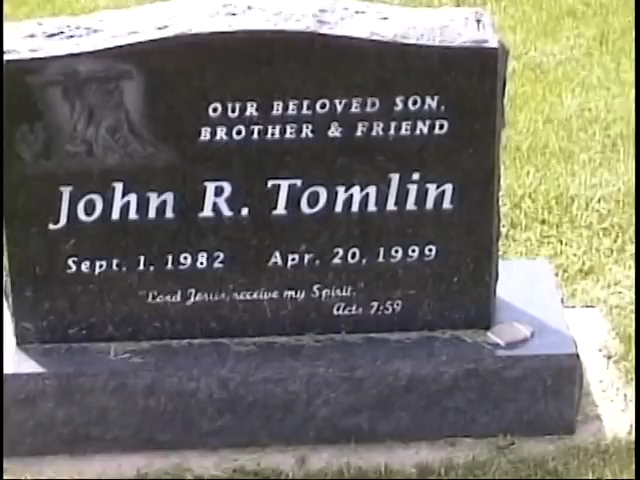 OUR BELOVED SON,
BROTHER & FRIEND
John R. Tomlin
Sept. 1, 1982 Apr. 20, 1999
"Lord Jesus, receive my Spirit."
Acts 7:59